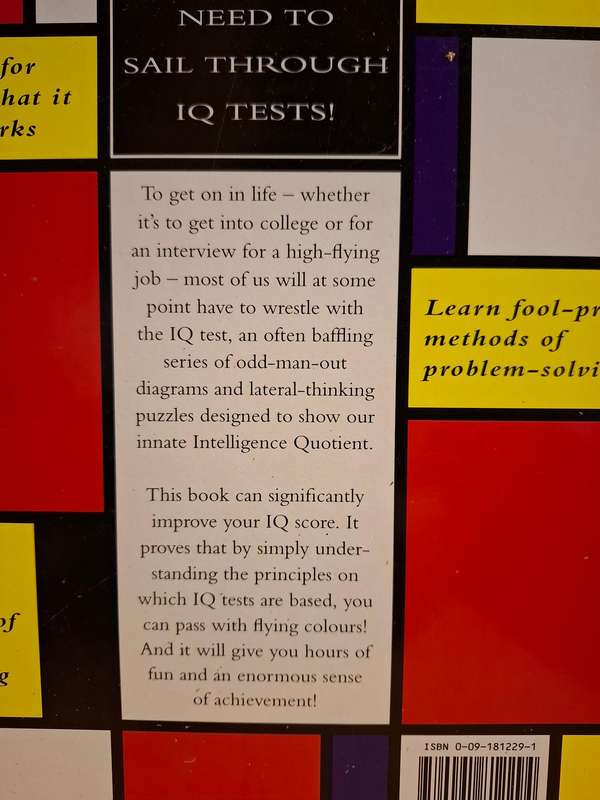 NEED TO
SAIL THROUGH
IQ TESTS!
for
hat it
rks
To get on in life – whether
it's to get into college or for
an interview for a high-flying
job – most of us will at some
point have to wrestle with
the IQ test, an often baffling
series of odd-man-out
diagrams and lateral-thinking
puzzles designed to show our
innate Intelligence Quotient.
This book can significantly
improve your IQ score. It
proves that by simply under-
standing the principles on
which IQ tests are based, you
can pass with flying colours!
And it will give you hours of
fun and an enormous sense
of achievement!
Learn fool-pr
methods of
problem-solvi
of
g
ISBN 0-09-181229-1